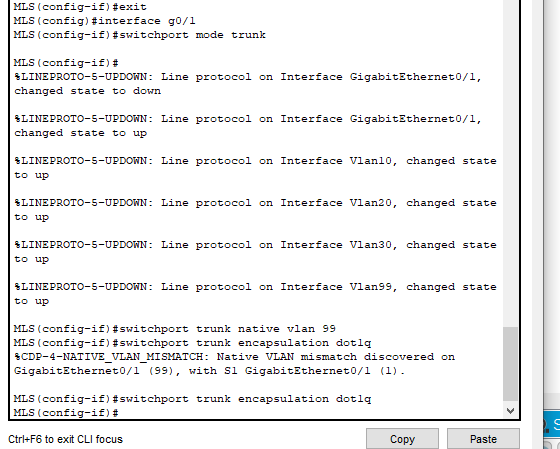 MLS(config-if)#exit
MLS(config)#interface g0/1
MLS(config-if)#switchport mode trunk
MLS(config-if)#
%LINEPROTO-5-UPDOWN: Line protocol on Interface GigabitEthernet0/1,
changed state to down
%LINEPROTO-5-UPDOWN: Line protocol on Interface GigabitEthernet0/1,
changed state to up
%LINEPROTO-5-UPDOWN: Line protocol on Interface Vlan10, changed state
to up
%LINEPROTO-5-UPDOWN: Line protocol on Interface Vlan20, changed state
to up
%LINEPROTO-5-UPDOWN: Line protocol on Interface Vlan30, changed state
to up
%LINEPROTO-5-UPDOWN: Line protocol on Interface Vlan99, changed state
to up
MLS(config-if)#switchport trunk native vlan 99
MLS(config-if)#switchport trunk encapsulation dot1q
%CDP-4-NATIVE_VLAN_MISMATCH: Native VLAN mismatch discovered on
GigabitEthernet0/1 (99), with S1 GigabitEthernet0/1 (1).
MLS(config-if)#switchport trunk encapsulation dot1q
MLS(config-if)#
Ctrl+F6 to exit CLI focus
Copy
Paste
S